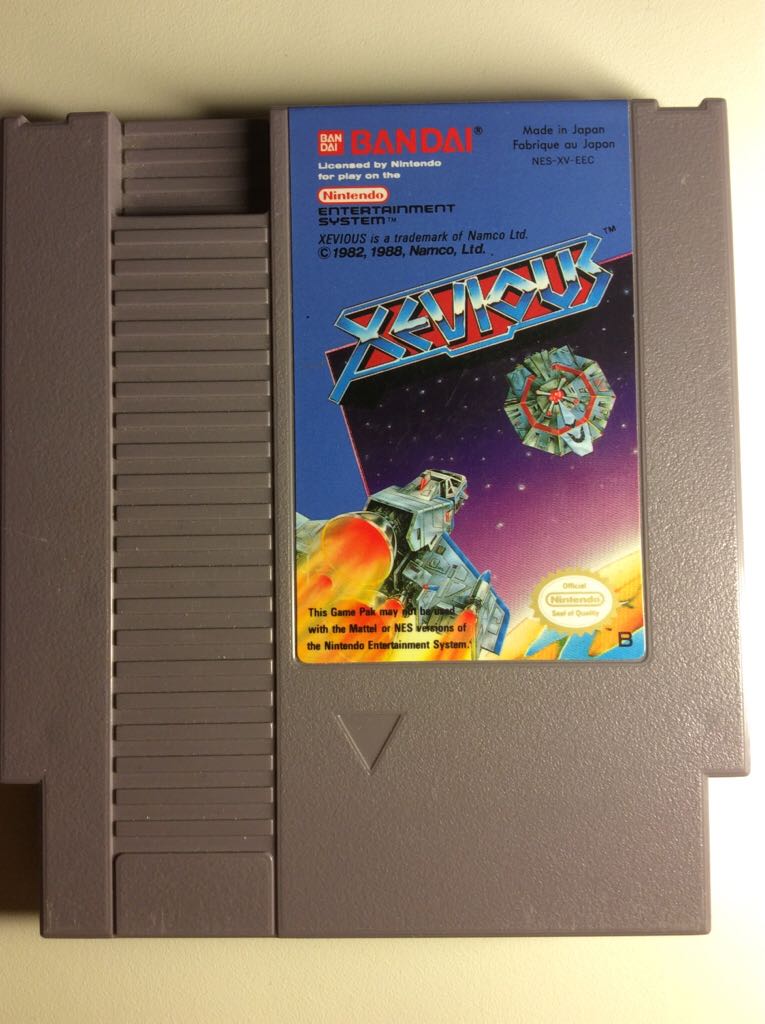 BAN
DAI
BANDAI®
Licensed by Nintendo
for play on the
Nintendo
ENTERTAINMENT
SYSTEM™
XEVIOUS is a trademark of Namco Ltd.
© 1982, 1988, Namco, Ltd.
Made in Japan
Fabrique au Japon
NES-XV-EEC
XEVIOUS™
This Game Pak may not be used
with the Mattel or NES versions of
the Nintendo Entertainment System.
Official
Nintendo
Seal of Quality
B